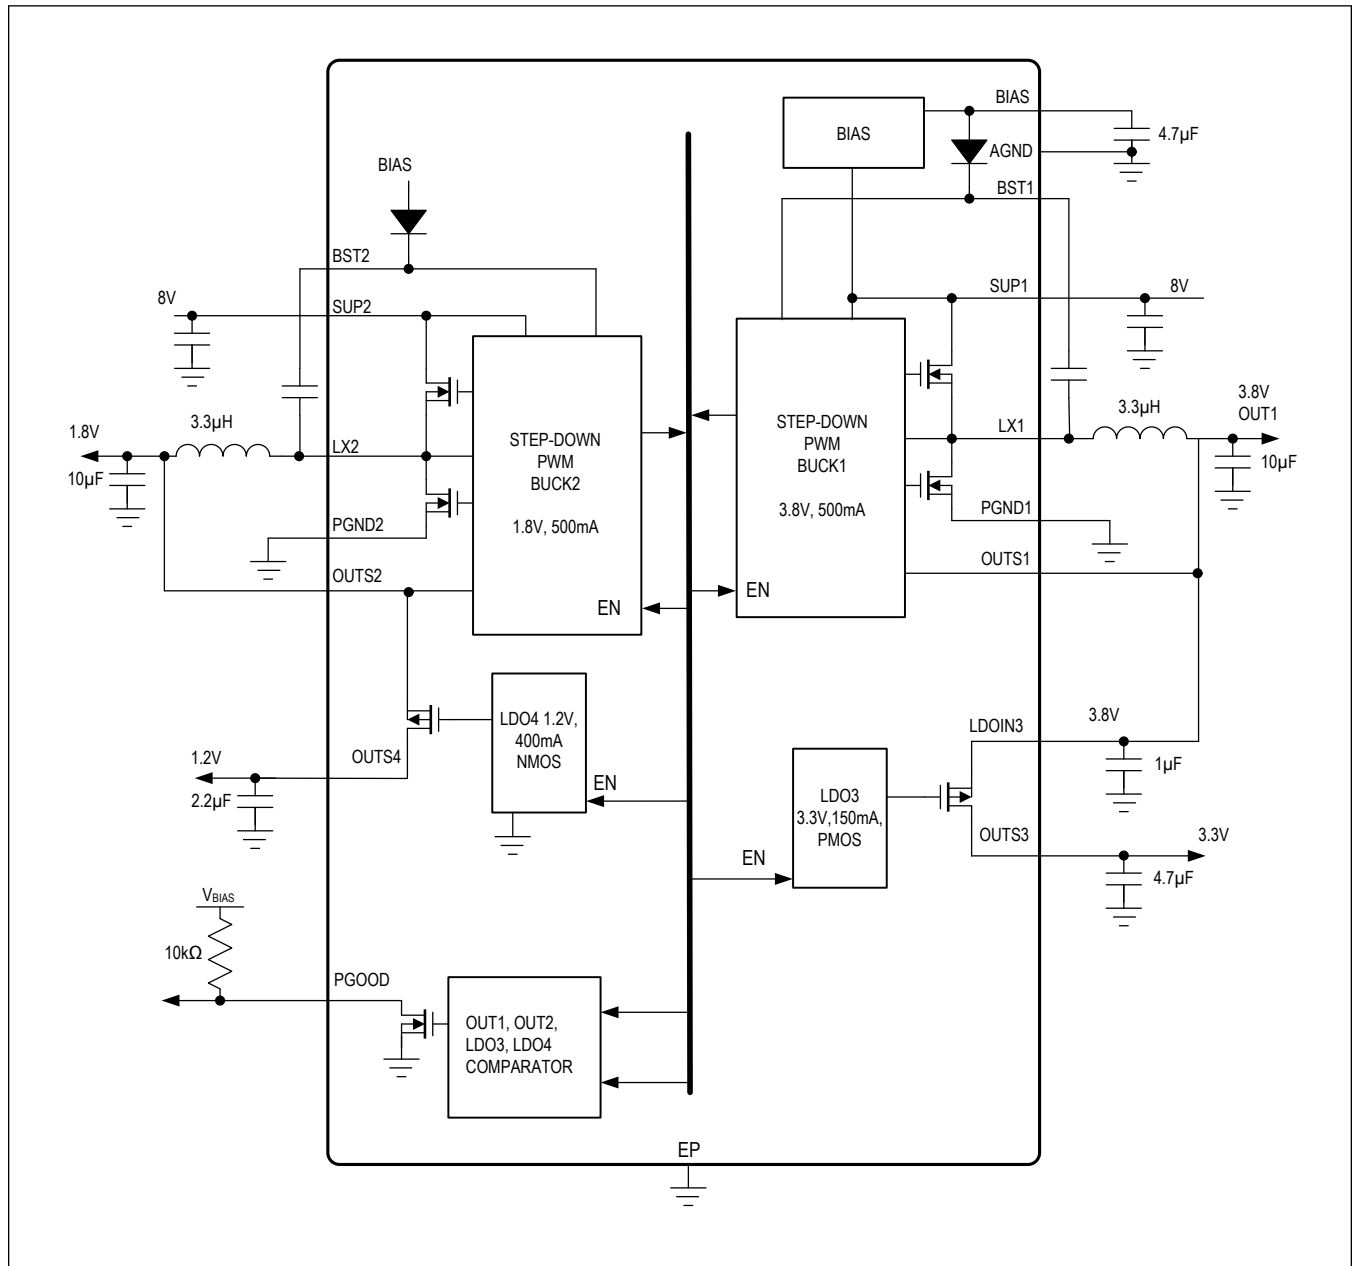 BIAS
BIAS
4.7µF
AGND
BIAS
BST1
BST2
8V
SUP2
SUP1
8V
3.3µH
1.8V
LX2
10µF
STEP-DOWN
PWM
BUCK2
1.8V, 500mA
EN
STEP-DOWN
PWM
BUCK1
3.8V, 500mA
EN
LX1
3.3µH
3.8V
OUT1
10µF
PGND2
PGND1
OUTS2
OUTS1
LDO4 1.2V,
400mA
NMOS
EN
OUTS4
1.2V
2.2µF
LDOIN3
3.8V
1µF
LDO3
3.3V,150mA,
PMOS
EN
OUTS3
3.3V
4.7µF
VBIAS
10kΩ
PGOOD
OUT1, OUT2,
LDO3, LDO4
COMPARATOR
EP